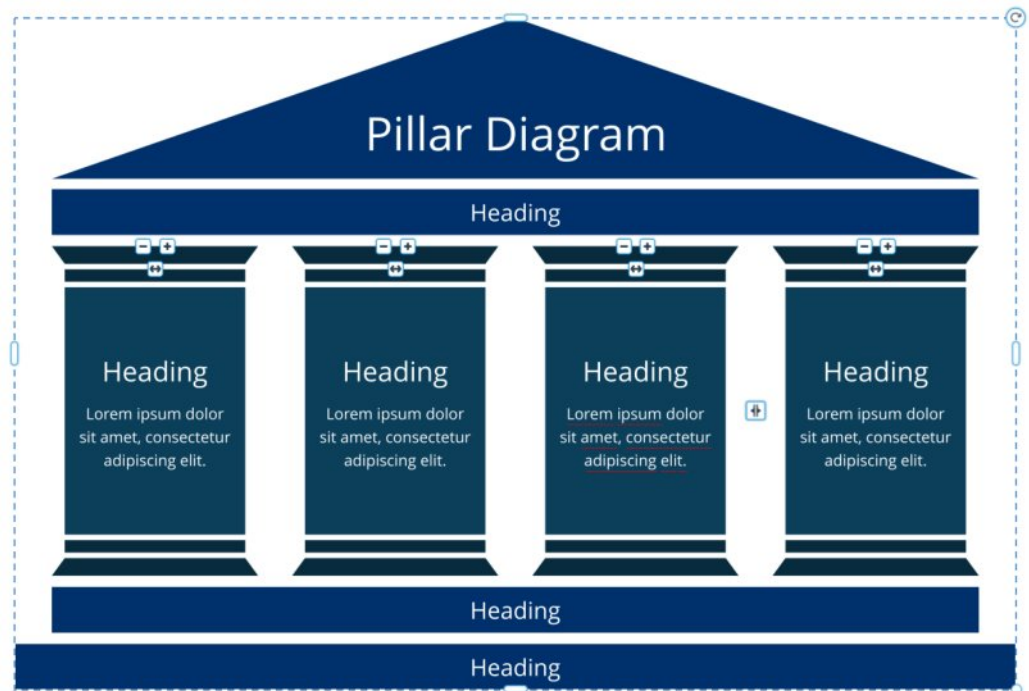 Pillar Diagram
Heading
Heading
Lorem ipsum dolor
sit amet, consectetur
adipiscing elit.
Heading
Lorem ipsum dolor
sit amet, consectetur
adipiscing elit.
Heading
Lorem ipsum dolor
sit amet, consectetur
adipiscing elit.
Heading
Lorem ipsum dolor
sit amet, consectetur
adipiscing elit.
Heading
Heading